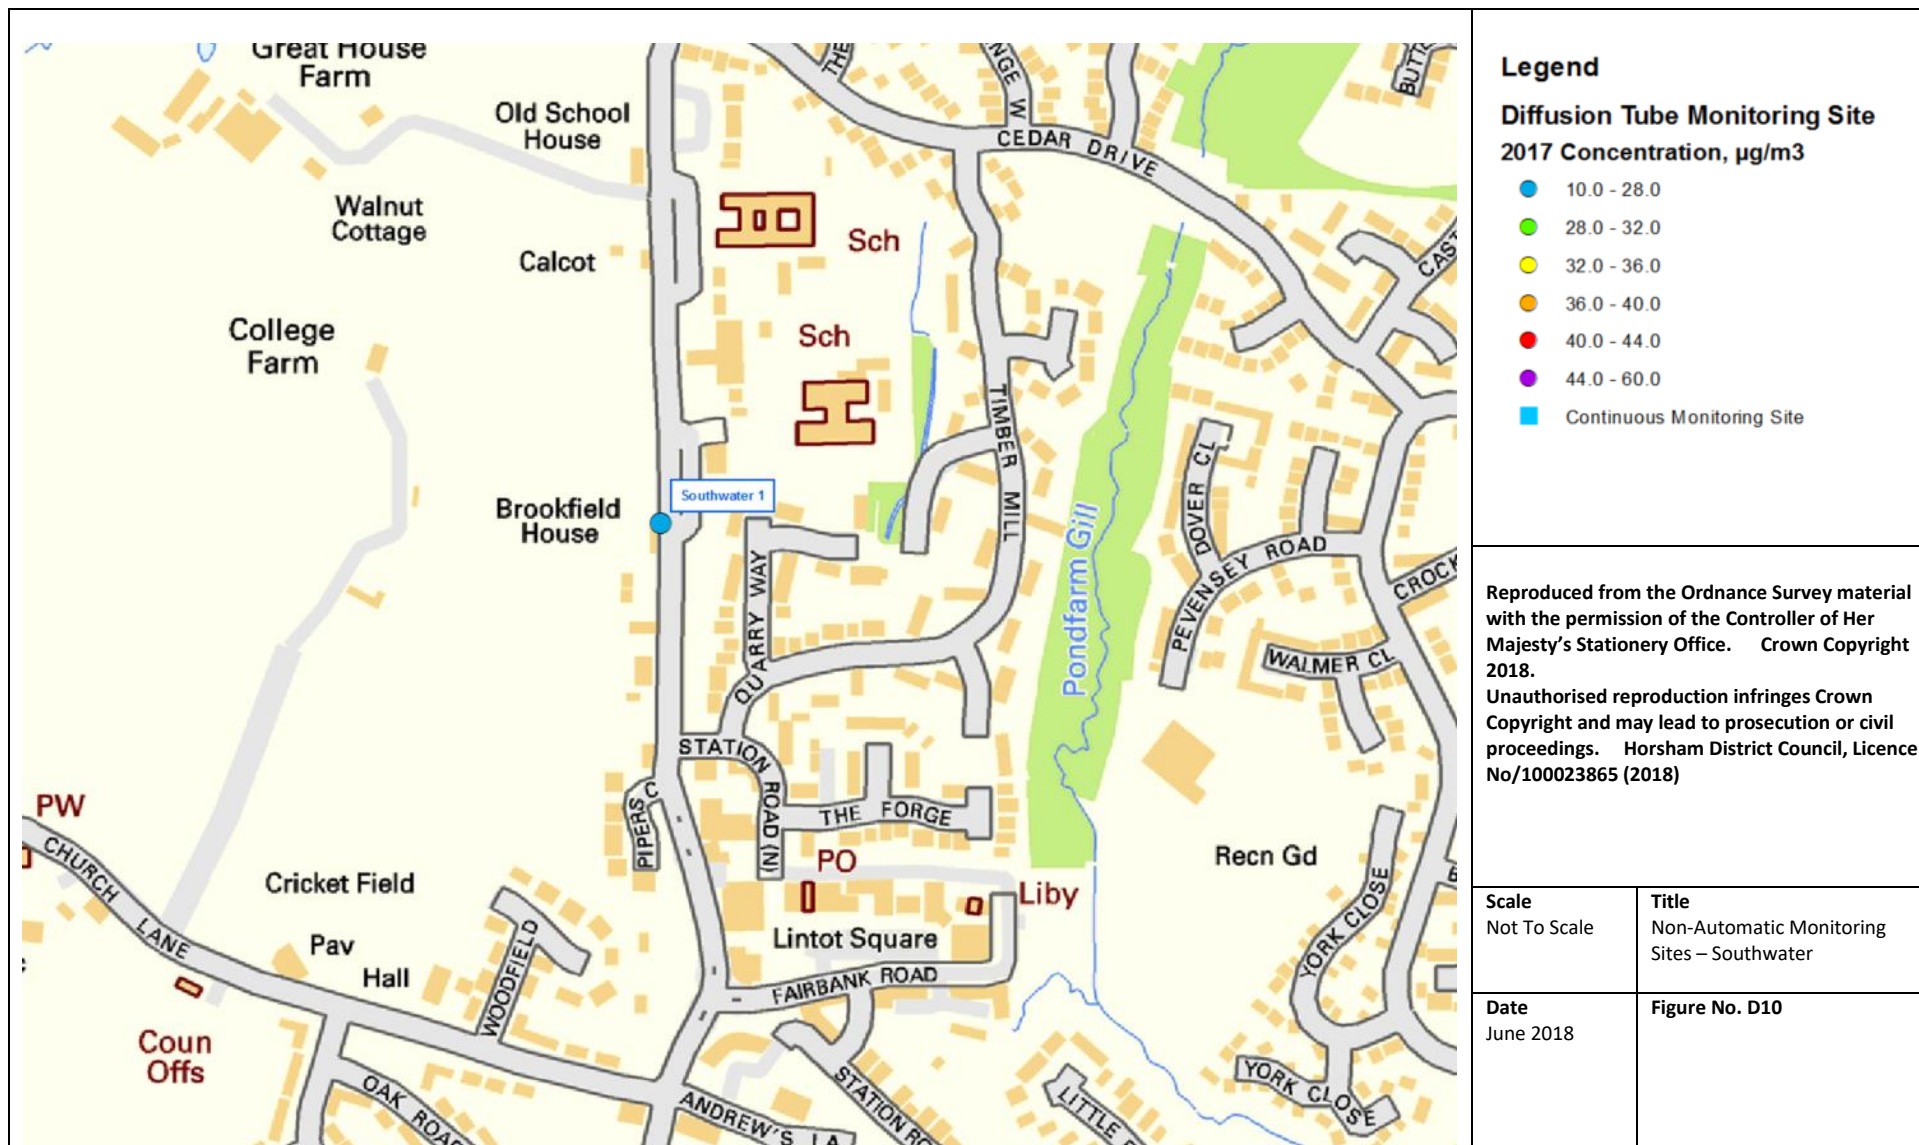 Great House
Farm
Old School
House
Walnut
Cottage
Calcot
College
Farm
Brookfield
House
Southwater 1
Sch
Sch
THE
NGE W
CEDAR DRIVE
TIMBER MILL
QUARRY WAY
STATION ROAD (N)
PIPERS C
THE FORGE
PO
Liby
Lintot Square
FAIRBANK ROAD
Pondfarm Gill
DOVER CL
PEVENSEY ROAD
WALMER CL
CROCK
CAST
BUTT
Recn Gd
YORK CLOSE
YORK CLOSE
B
PW
CHURCH LANE
Cricket Field
Pav
Hall
WOODFIELD
Coun
Offs
OAK ROAD
ANDREW'S LA
STATION RO
LITTLE
Legend
Diffusion Tube Monitoring Site
2017 Concentration, µg/m3
10.0 - 28.0
28.0 - 32.0
32.0 - 36.0
36.0 - 40.0
40.0 - 44.0
44.0 - 60.0
Continuous Monitoring Site
Reproduced from the Ordnance Survey material
with the permission of the Controller of Her
Majesty's Stationery Office. Crown Copyright
2018.
Unauthorised reproduction infringes Crown
Copyright and may lead to prosecution or civil
proceedings. Horsham District Council, Licence
No/100023865 (2018)
Scale
Not To Scale
Title
Non-Automatic Monitoring
Sites – Southwater
Date
June 2018
Figure No. D10